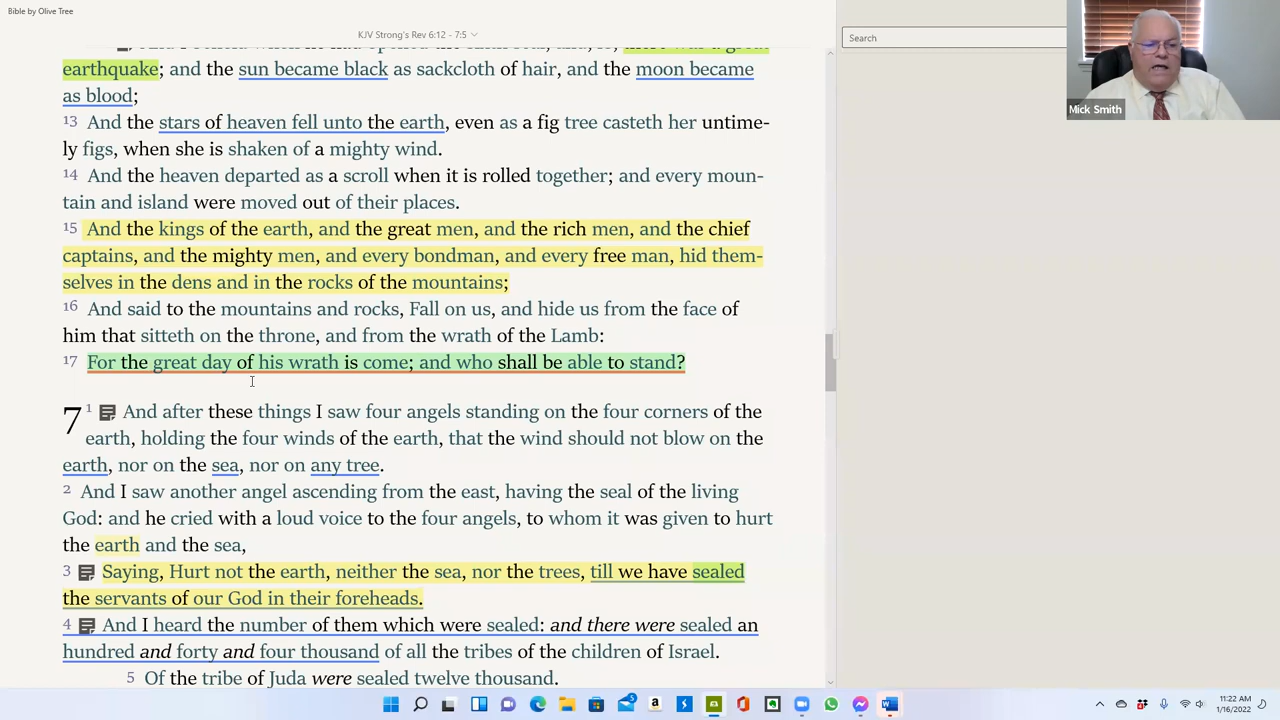 Bible by Olive Tree
KJV Strong's Rev 6:12 - 7:5
Search
Mick Smith
earthquake; and the sun became black as sackcloth of hair, and the moon became
as blood;
13 And the stars of heaven fell unto the earth, even as a fig tree casteth her untime-
ly figs, when she is shaken of a mighty wind.
14 And the heaven departed as a scroll when it is rolled together; and every moun-
tain and island were moved out of their places.
15 And the kings of the earth, and the great men, and the rich men, and the chief
captains, and the mighty men, and every bondman, and every free man, hid them-
selves in the dens and in the rocks of the mountains;
16 And said to the mountains and rocks, Fall on us, and hide us from the face of
him that sitteth on the throne, and from the wrath of the Lamb:
17 For the great day of his wrath is come; and who shall be able to stand?
7 1 And after these things I saw four angels standing on the four corners of the
earth, holding the four winds of the earth, that the wind should not blow on the
earth, nor on the sea, nor on any tree.
2 And I saw another angel ascending from the east, having the seal of the living
God: and he cried with a loud voice to the four angels, to whom it was given to hurt
the earth and the sea,
3 Saying, Hurt not the earth, neither the sea, nor the trees, till we have sealed
the servants of our God in their foreheads.
4 And I heard the number of them which were sealed: and there were sealed an
hundred and forty and four thousand of all the tribes of the children of Israel.
5 Of the tribe of Juda were sealed twelve thousand.
11:22 AM
1/16/2022